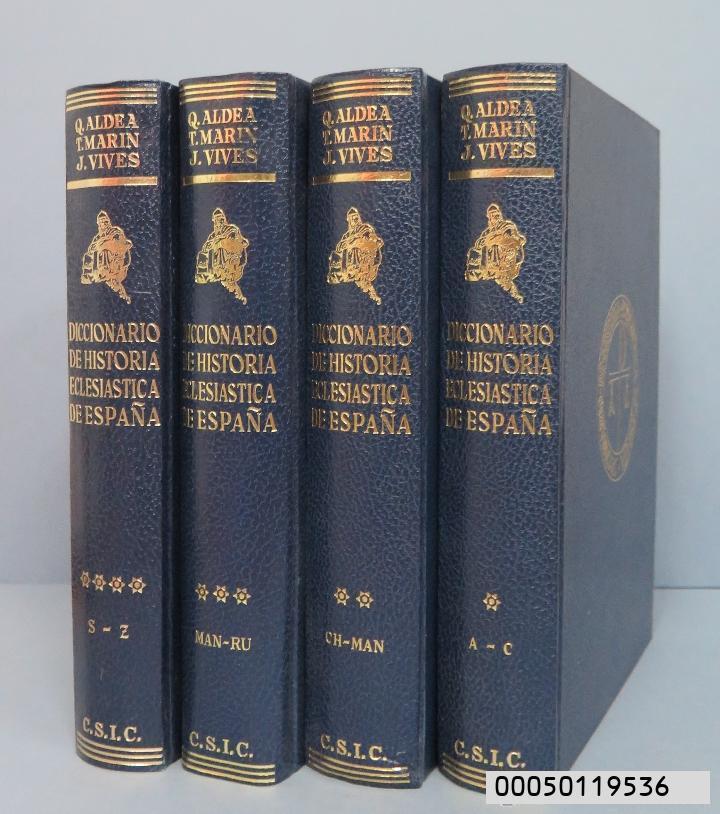 Q. ALDEA
T. MARIN
J. VIVES
DICCIONARIO
DE HISTORIA
ECLESIASTICA
DE ESPAÑA
S - Z
C.S.I.C.
Q. ALDEA
T. MARIN
J. VIVES
DICCIONARIO
DE HISTORIA
ECLESIASTICA
DE ESPAÑA
MAN-RU
C.S.I.C.
Q. ALDEA
T. MARIN
J. VIVES
DICCIONARIO
DE HISTORIA
ECLESIASTICA
DE ESPAÑA
CH-MAN
C.S.I.C.
Q. ALDEA
T. MARIN
J. VIVES
DICCIONARIO
DE HISTORIA
ECLESIASTICA
DE ESPAÑA
A - C
C.S.I.C.
00050119536